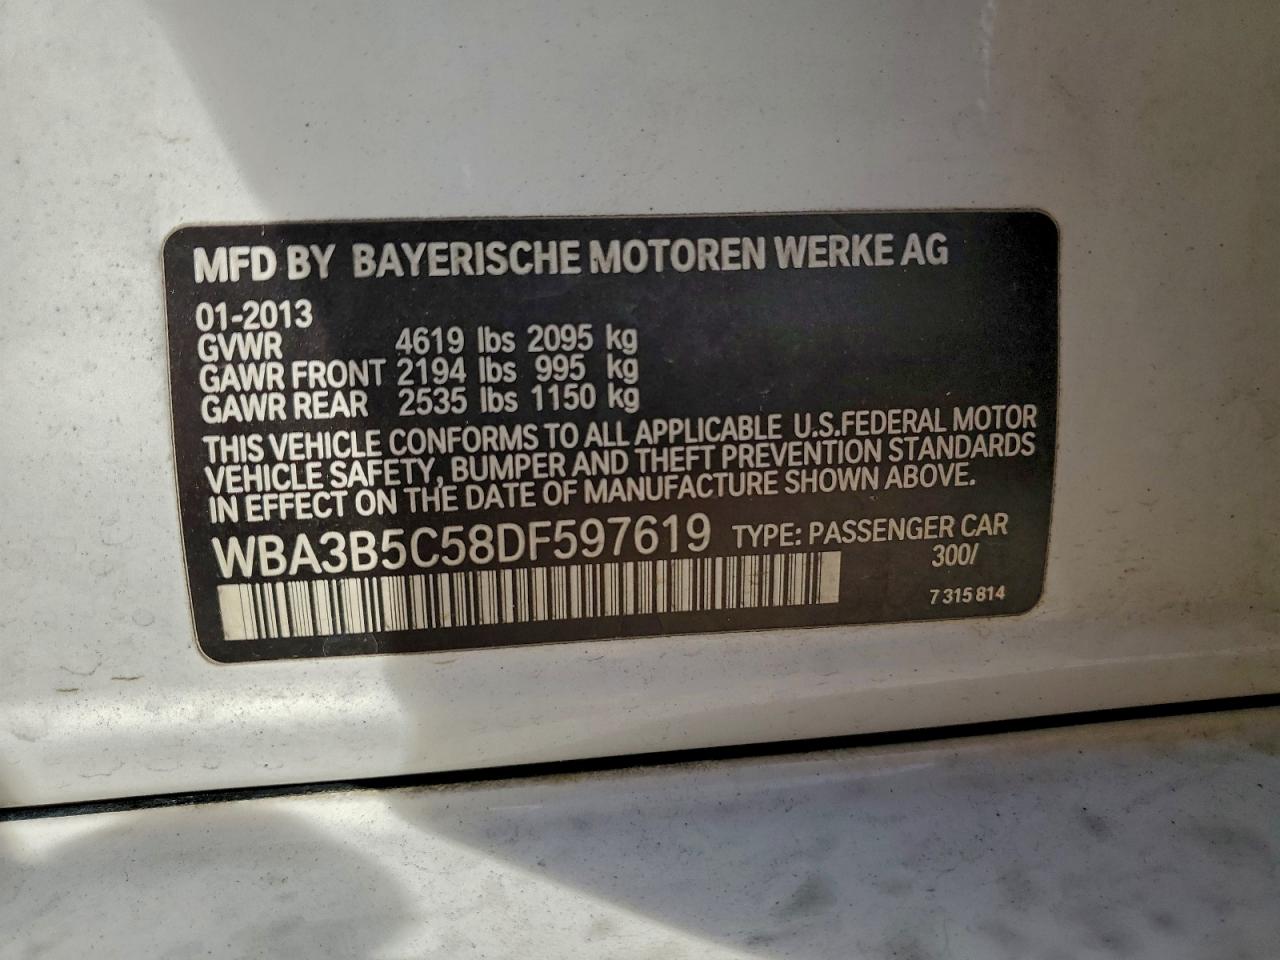 MFD BY BAYERISCHE MOTOREN WERKE AG
01-2013
GVWR 4619 lbs 2095 kg
GAWR FRONT 2194 lbs 995 kg
GAWR REAR 2535 lbs 1150 kg
THIS VEHICLE CONFORMS TO ALL APPLICABLE U.S.FEDERAL MOTOR
VEHICLE SAFETY, BUMPER AND THEFT PREVENTION STANDARDS
IN EFFECT ON THE DATE OF MANUFACTURE SHOWN ABOVE.
WBA3B5C58DF597619 TYPE: PASSENGER CAR
300/
7 315 814